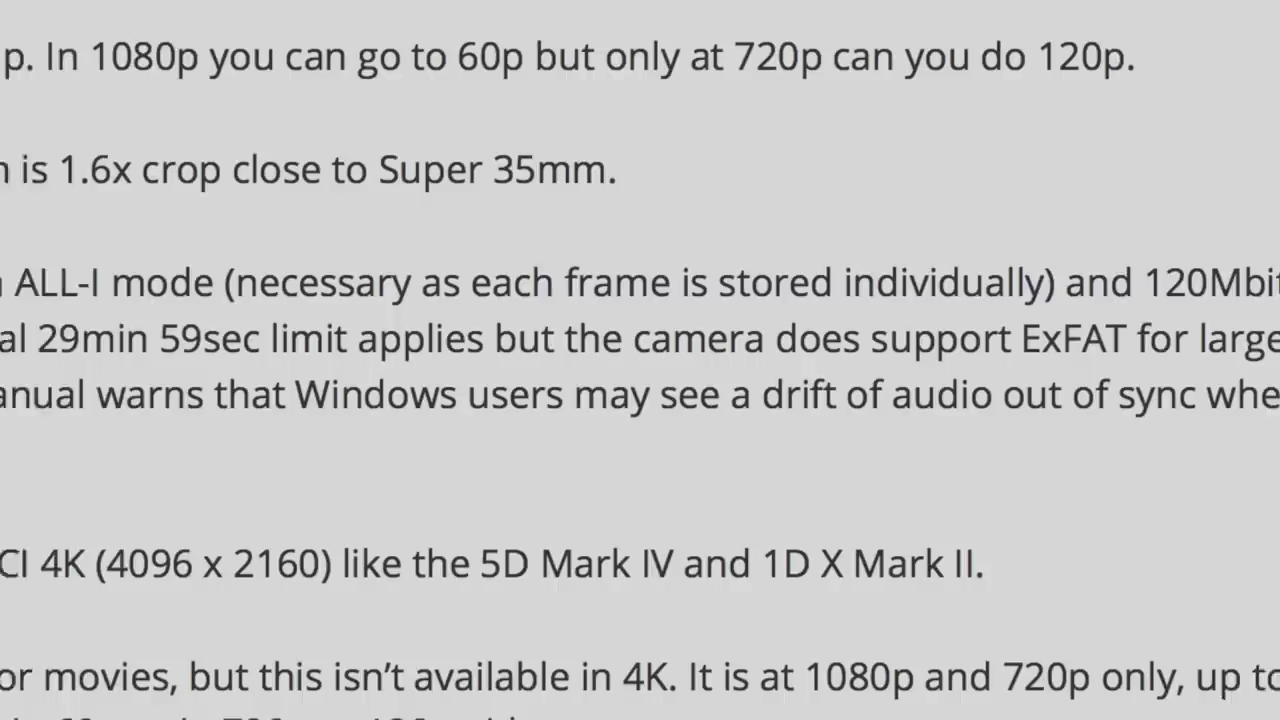 p. In 1080p you can go to 60p but only at 720p can you do 120p.
is 1.6x crop close to Super 35mm.
ALL-I mode (necessary as each frame is stored individually) and 120Mbit
al 29min 59sec limit applies but the camera does support ExFAT for large
anual warns that Windows users may see a drift of audio out of sync whe
CI 4K (4096 x 2160) like the 5D Mark IV and 1D X Mark II.
or movies, but this isn’t available in 4K. It is at 1080p and 720p only, up to